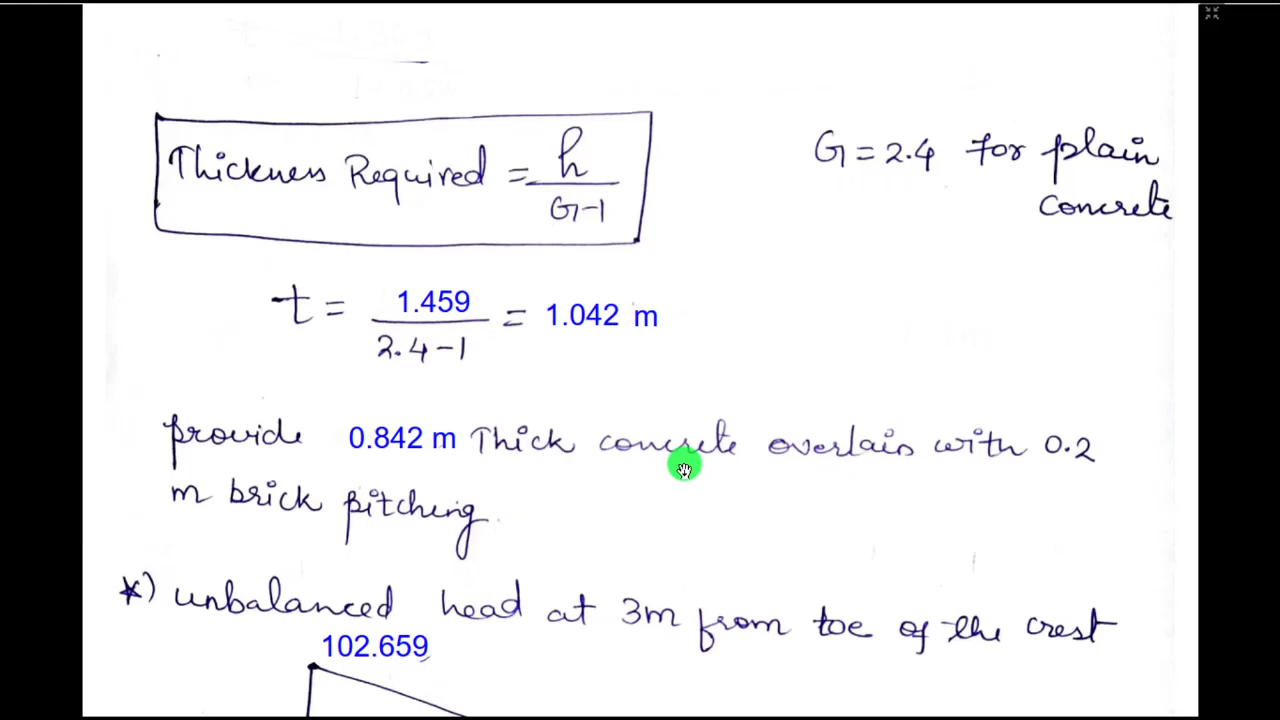 Thickness Required = h / G-1
G = 2.4 for plain
concrete
t = 1.459 / 2.4-1 = 1.042 m
provide 0.842 m Thick concrete overlain with 0.2
m brick pitching.
*) unbalanced head at 3m from toe of the crest
102.659